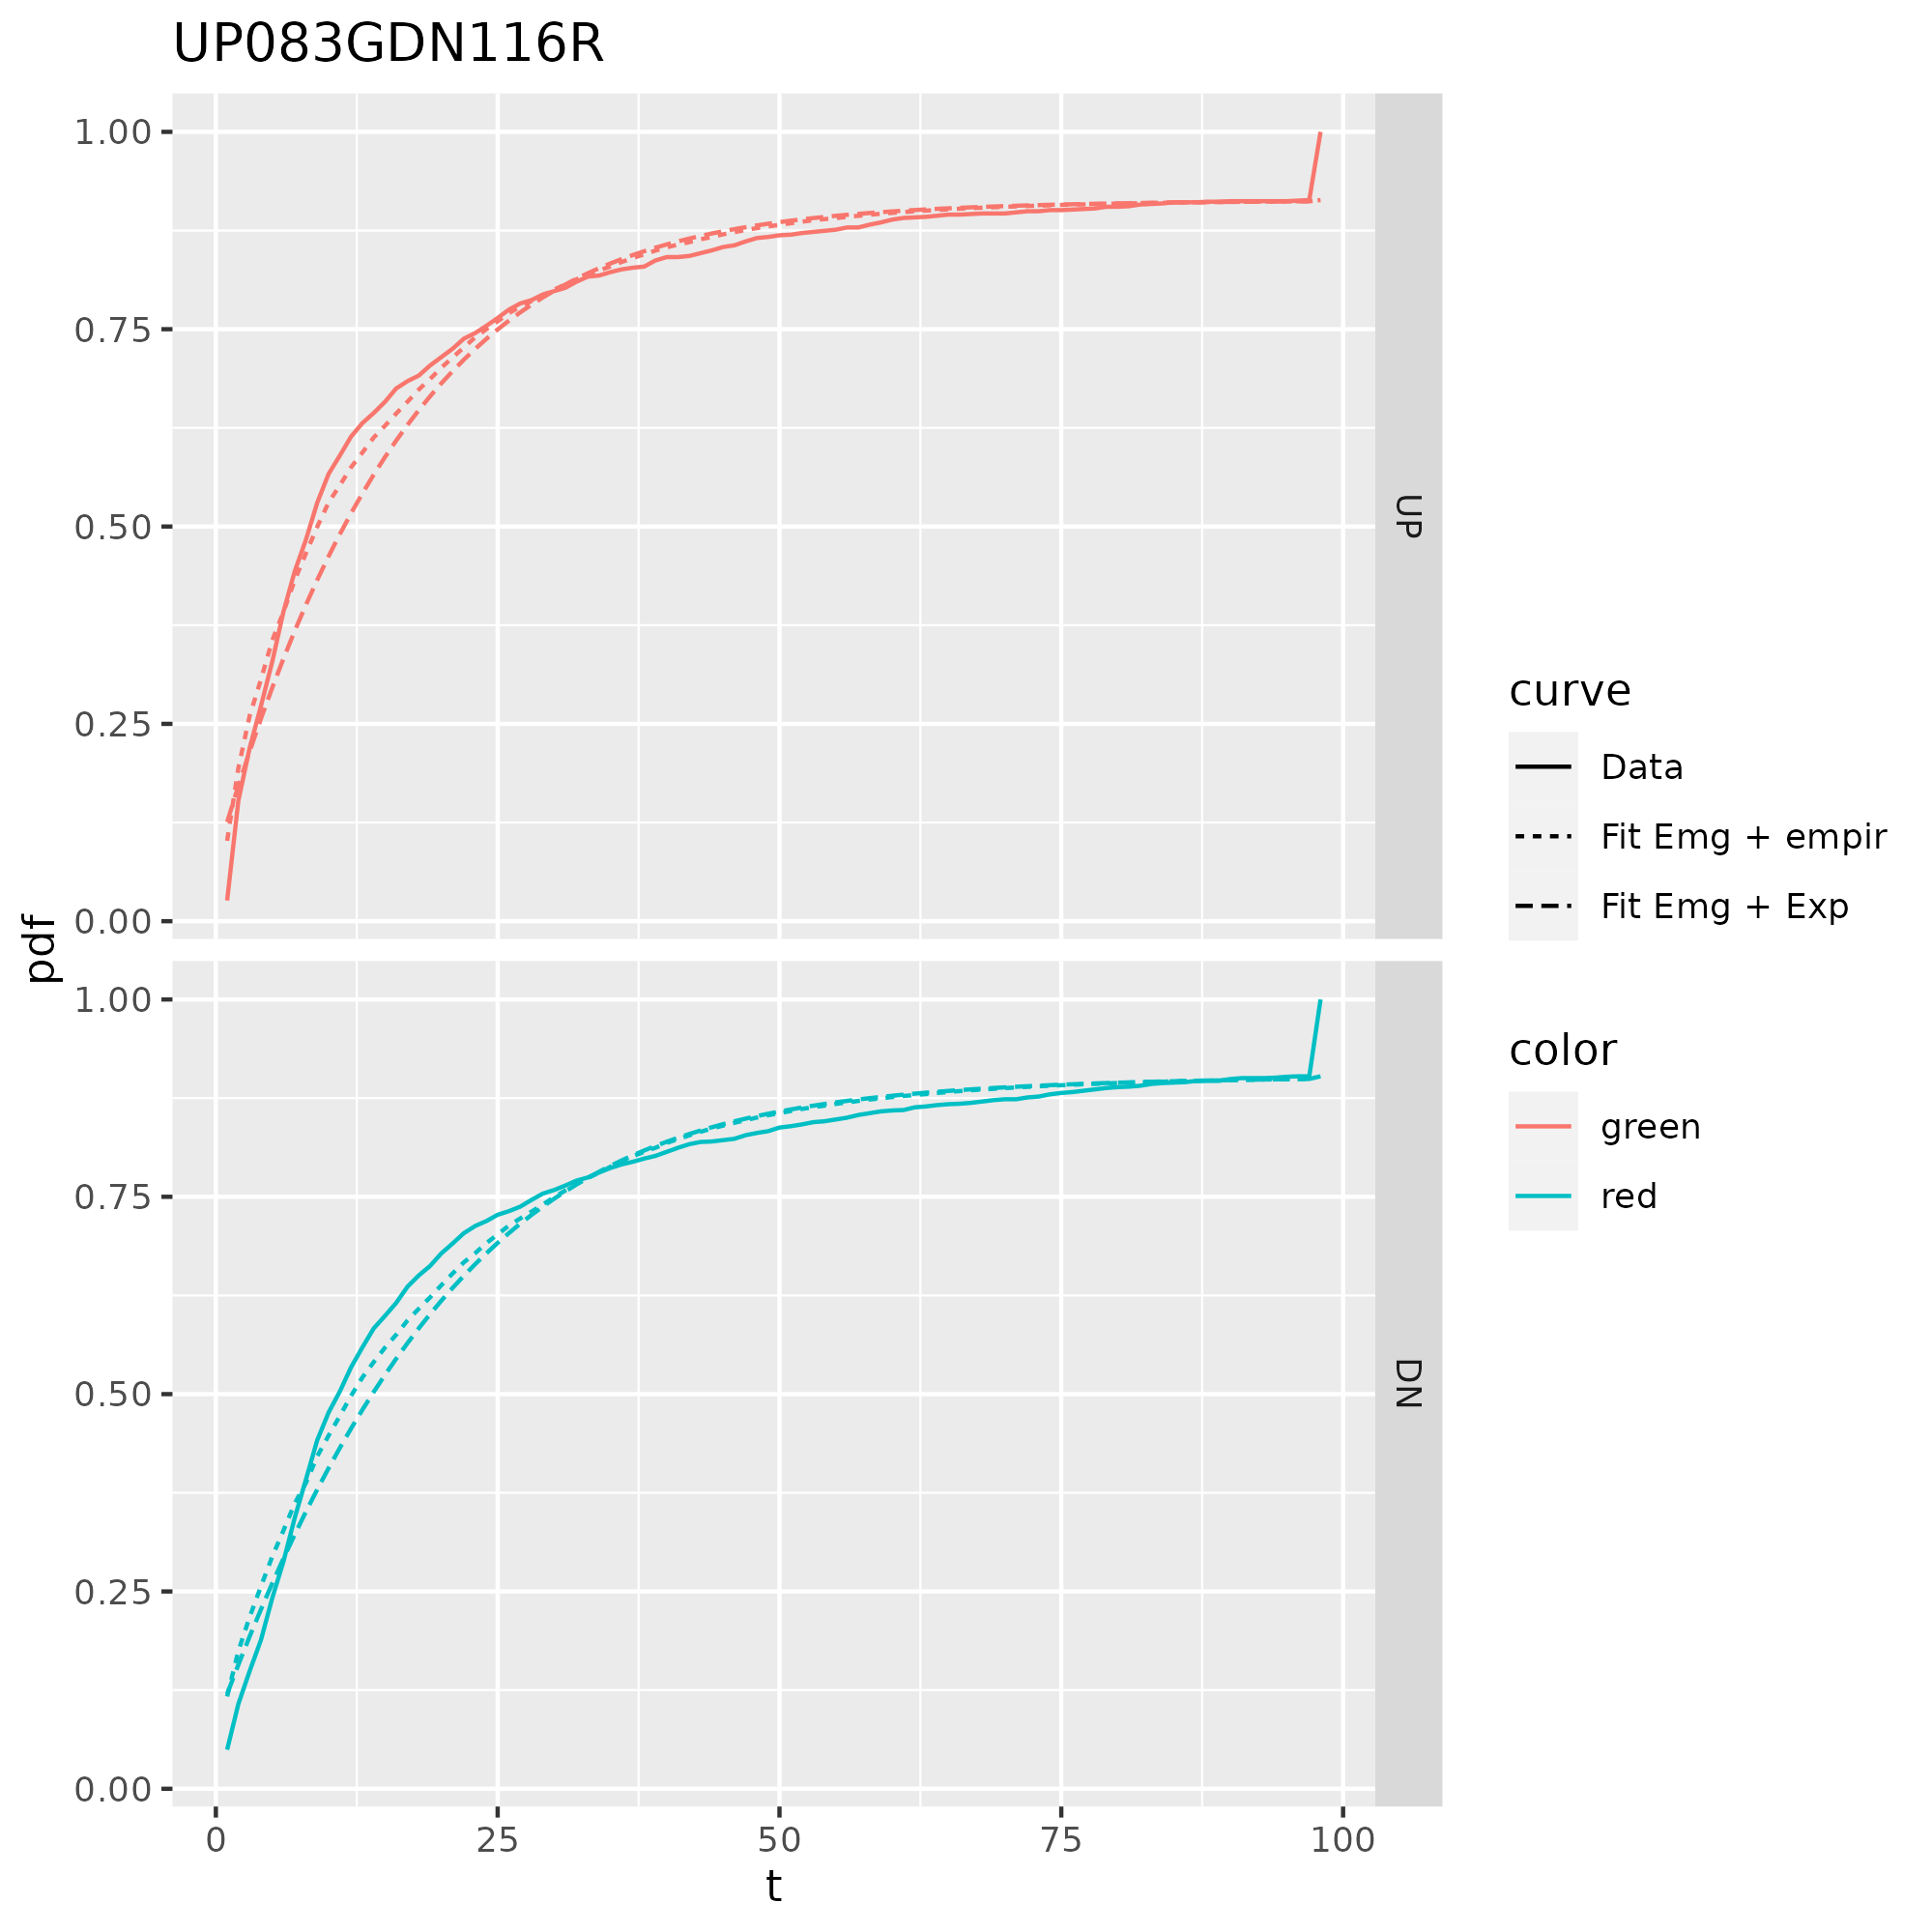 UP083GDN116R
pdf
1.00
0.75
0.50
0.25
0.00
UP
1.00
0.75
0.50
0.25
0.00
DN
0 25 50 75 100
t
curve
Data
Fit Emg + empir
Fit Emg + Exp
color
green
red